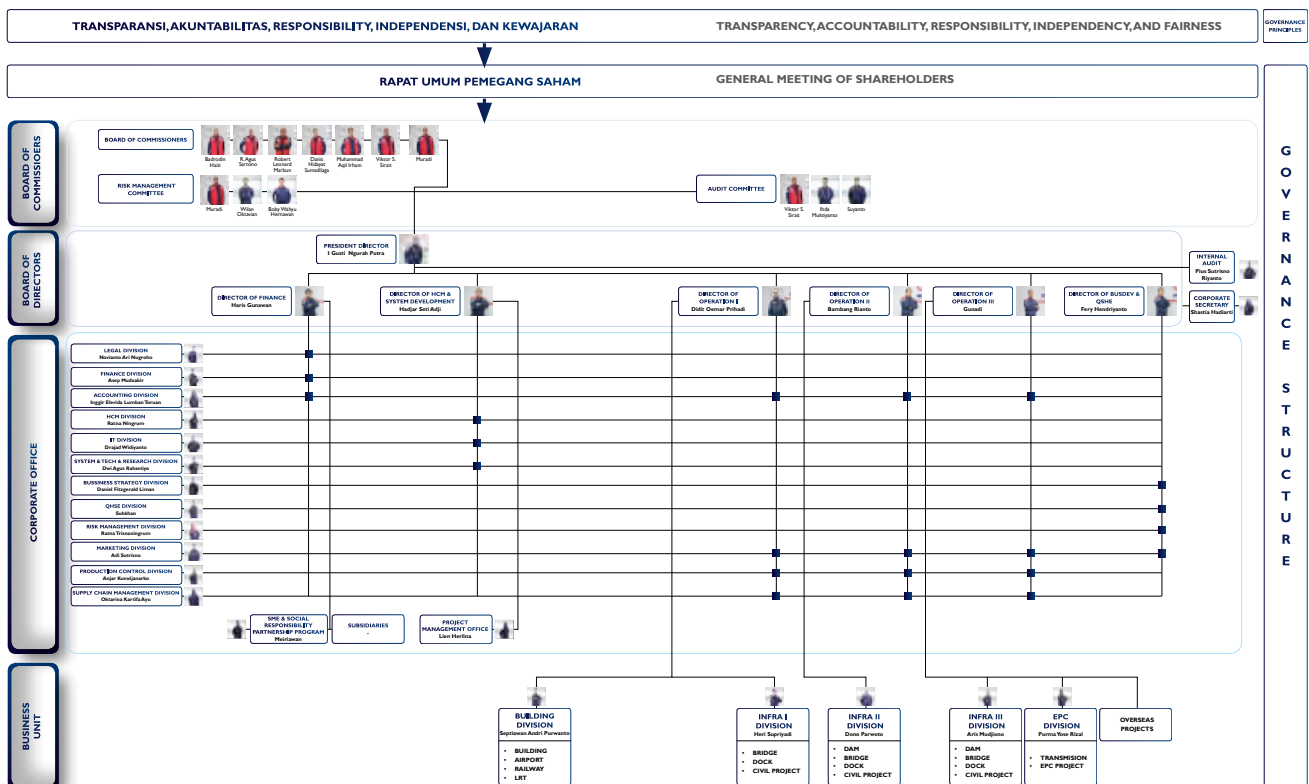 TRANSPARANSI, AKUNTABILITAS, RESPONSIBILITY, INDEPENDENSI, DAN KEWAJARAN
TRANSPARENCY, ACCOUNTABILITY, RESPONSIBILITY, INDEPENDENCY, AND FAIRNESS
GOVERNANCE
PRINCIPLES
RAPAT UMUM PEMEGANG SAHAM
GENERAL MEETING OF SHAREHOLDERS
GOVERNANCE STRUCTURE
BOARD OF
COMMISSIOERS
BOARD OF COMMISSIONERS
Badrodin
Haiti
R. Agus
Sartono
Robert
Leonard
Marbun
Danis
Hidayat
Sumadilaga
Muhammad
Aqil Irham
Viktor S.
Sirait
Muradi
RISK MANAGEMENT
COMMITTEE
Muradi
Wilan
Oktavian
Boby Wahyu
Hernawan
AUDIT COMMITTEE
Viktor S.
Sirait
Ihda
Muktiyanto
Suyanto
BOARD OF
DIRECTORS
PRESIDENT DIRECTOR
I Gusti Ngurah Putra
INTERNAL
AUDIT
Pius Sutrisno
Riyanto
CORPORATE
SECRETARY
Shastia Hadiarti
DIRECTOR OF FINANCE
Haris Gunawan
DIRECTOR OF HCM &
SYSTEM DEVELOPMENT
Hadjar Seti Adji
DIRECTOR OF
OPERATION I
Didit Oemar Prihadi
DIRECTOR OF
OPERATION II
Bambang Rianto
DIRECTOR OF
OPERATION III
Gunadi
DIRECTOR OF BUSDEV &
QSHE
Fery Hendriyanto
CORPORATE OFFICE
LEGAL DIVISION
Novianto Ari Nugroho
FINANCE DIVISION
Asep Mudzakir
ACCOUNTING DIVISION
Inggir Elerida Lumban Toruan
HCM DIVISION
Ratna Ningrum
IT DIVISION
Drajad Widiyanto
SYSTEM & TECH & RESEARCH DIVISION
Dwi Agus Rahartijo
BUSSINESS STRATEGY DIVISION
Daniel Fitzgerald Liman
QHSE DIVISION
Subkhan
RISK MANAGEMENT DIVISION
Ratna Trisnaningrum
MARKETING DIVISION
Adi Sutrisno
PRODUCTION CONTROL DIVISION
Anjar Kuswijanarko
SUPPLY CHAIN MANAGEMENT DIVISION
Oktarina Kartifa Ayu
SME & SOCIAL
RESPONSIBILITY
PARTNERSHIP PROGRAM
Meiriawan
SUBSIDIARIES
-
PROJECT
MANAGEMENT OFFICE
Lien Herlina
BUSINESS
UNIT
BUILDING
DIVISION
Septiawan Andri Purwanto
• BUILDING
• AIRPORT
• RAILWAY
• LRT
INFRA I
DIVISION
Heri Supriyadi
• BRIDGE
• DOCK
• CIVIL PROJECT
INFRA II
DIVISION
Dono Parwoto
• DAM
• BRIDGE
• DOCK
• CIVIL PROJECT
INFRA III
DIVISION
Aris Mudjiono
• DAM
• BRIDGE
• DOCK
• CIVIL PROJECT
EPC
DIVISION
Purma Yose Rizal
• TRANSMISION
• EPC PROJECT
OVERSEAS
PROJECTS